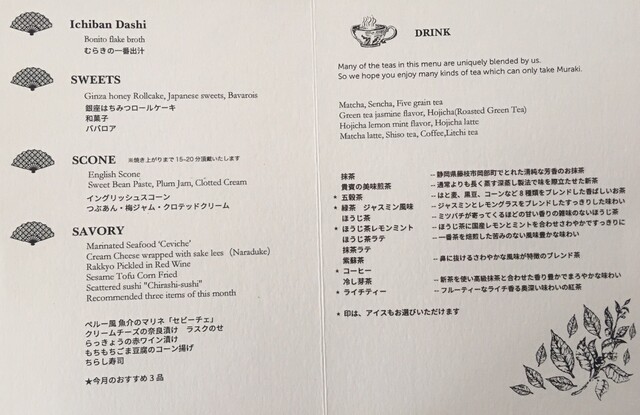 Ichiban Dashi
Bonito flake broth
むらきの一番出汁
SWEETS
Ginza honey Rollcake, Japanese sweets, Bavarois
銀座はちみつロールケーキ
和菓子
ババロア
SCONE ※焼き上がりまで15-20分頂戴いたします
English Scone
Sweet Bean Paste, Plum Jam, Clotted Cream
イングリッシュスコーン
つぶあん・梅ジャム・クロテッドクリーム
SAVORY
Marinated Seafood 'Ceviche'
Cream Cheese wrapped with sake lees（Naraduke)
Rakkyo Pickled in Red Wine
Sesame Tofu Corn Fried
Scattered sushi "Chirashi-sushi"
Recommended three items of this month
ペルー風 魚介のマリネ「セビーチェ」
クリームチーズの奈良漬け ラスクのせ
らっきょうの赤ワイン漬け
もちもちごま豆腐のコーン揚げ
ちらし寿司
★今月のおすすめ３品
DRINK
Many of the teas in this menu are uniquely blended by us.
So we hope you enjoy many kinds of tea which can only take Muraki.
Matcha, Sencha, Five grain tea
Green tea jasmine flavor, Hojicha(Roasted Green Tea)
Hojicha lemon mint flavor, Hojicha latte
Matcha latte, Shiso tea, Coffee,Litchi tea
抹茶 -- 静岡県藤枝市岡部町でとれた清純な芳香のお抹茶
貴賓の美味煎茶 -- 通常よりも長く蒸す深蒸し製法で味を際立たせた新茶
* 五穀茶 -- はと麦、黒豆、コーンなど８種類をブレンドした香ばしいお茶
* 緑茶 ジャスミン風味 -- ジャスミンとレモングラスをブレンドしたすっきりした味わい
ほうじ茶 -- ミツバチが寄ってくるほどの甘い香りの雑味のないほうじ茶
* ほうじ茶レモンミント -- ほうじ茶に国産レモンとミントを合わせさわやかですっきりに
ほうじ茶ラテ -- 一番茶を焙煎した苦みのない風味豊かな味わい
抹茶ラテ
紫蘇茶 -- 鼻に抜けるさわやかな風味が特徴のブレンド茶
* コーヒー
冷し芽茶 -- 新茶を使い高級抹茶と合わせた香り豊かでまろやかな味わい
* ライチティー -- フルーティーなライチ香る奥深い味わいの紅茶
* 印は、アイスもお選びいただけます